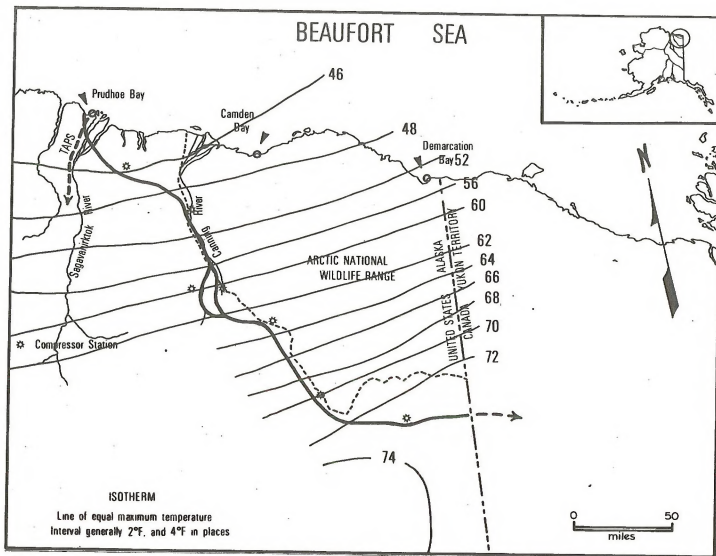 BEAUFORT SEA
46
Prudhoe Bay
Camden
Bay
48
TAPS
Demarcation
Bay
52
56
60
N
River
Sagavanirktok
River
Canning
ARCTIC NATIONAL
WILDLIFE RANGE
ALASKA
YUKON TERRITORY
62
64
66
68
UNITED STATES
CANADA
70
72
Compressor Station
74
ISOTHERM
Line of equal maximum temperature
Interval generally 2°F, and 4°F in places
0 50
miles